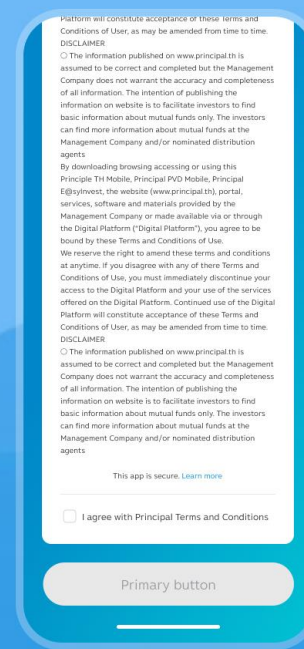 Platform will constitute acceptance of these Terms and
Conditions of User, as may be amended from time to time.
DISCLAIMER
○ The information published on www.principal.th is
assumed to be correct and completed but the Management
Company does not warrant the accuracy and completeness
of all information. The intention of publishing the
information on website is to facilitate investors to find
basic information about mutual funds only. The investors
can find more information about mutual funds at the
Management Company and/or nominated distribution
agents
By downloading browsing accessing or using this
Principle TH Mobile, Principal PVD Mobile, Principal
E@syInvest, the website (www.principal.th), portal,
services, software and materials provided by the
Management Company or made available via or through
the Digital Platform ("Digital Platform"), you agree to be
bound by these Terms and Conditions of Use.
We reserve the right to amend these terms and conditions
at anytime. If you disagree with any of there Terms and
Conditions of Use, you must immediately discontinue your
access to the Digital Platform and your use of the services
offered on the Digital Platform. Continued use of the Digital
Platform will constitute acceptance of these Terms and
Conditions of User, as may be amended from time to time.
DISCLAIMER
○ The information published on www.principal.th is
assumed to be correct and completed but the Management
Company does not warrant the accuracy and completeness
of all information. The intention of publishing the
information on website is to facilitate investors to find
basic information about mutual funds only. The investors
can find more information about mutual funds at the
Management Company and/or nominated distribution
agents
This app is secure. Learn more
I agree with Principal Terms and Conditions
Primary button